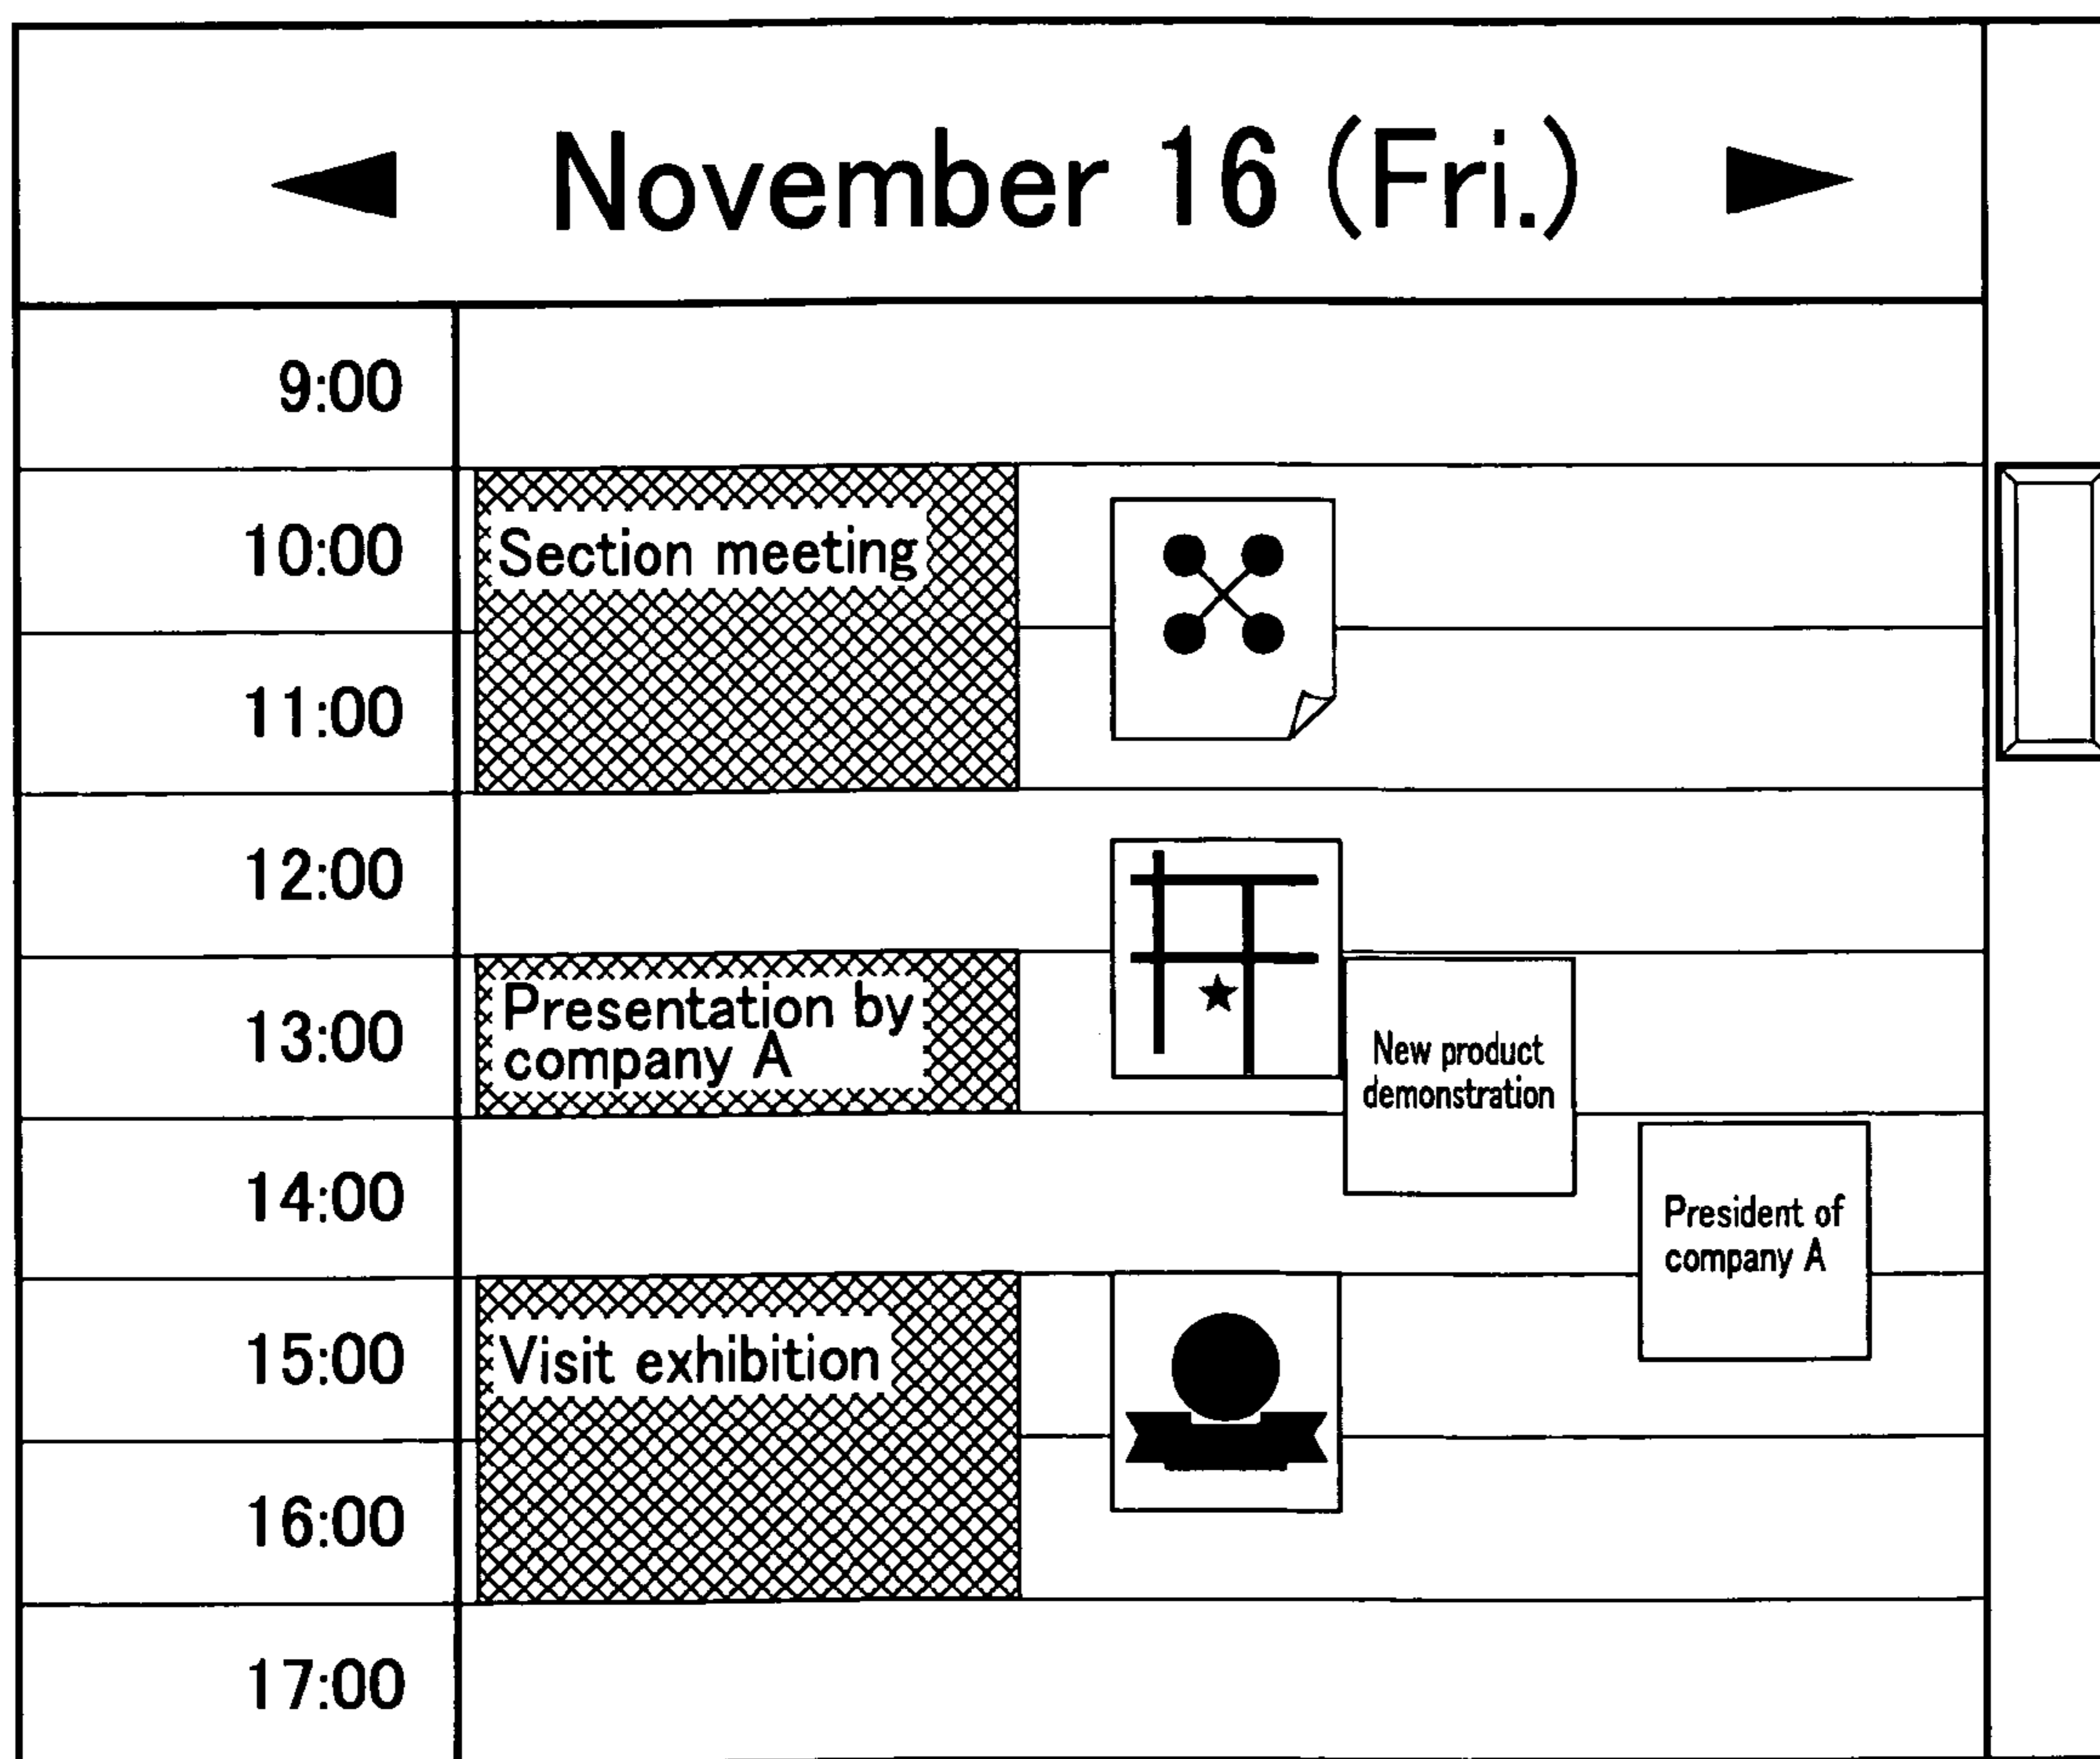 November 16 (Fri.)
9:00
10:00
Section meeting
11:00
12:00
13:00
Presentation by
company A
New product
demonstration
14:00
President of
company A
15:00
Visit exhibition
16:00
17:00